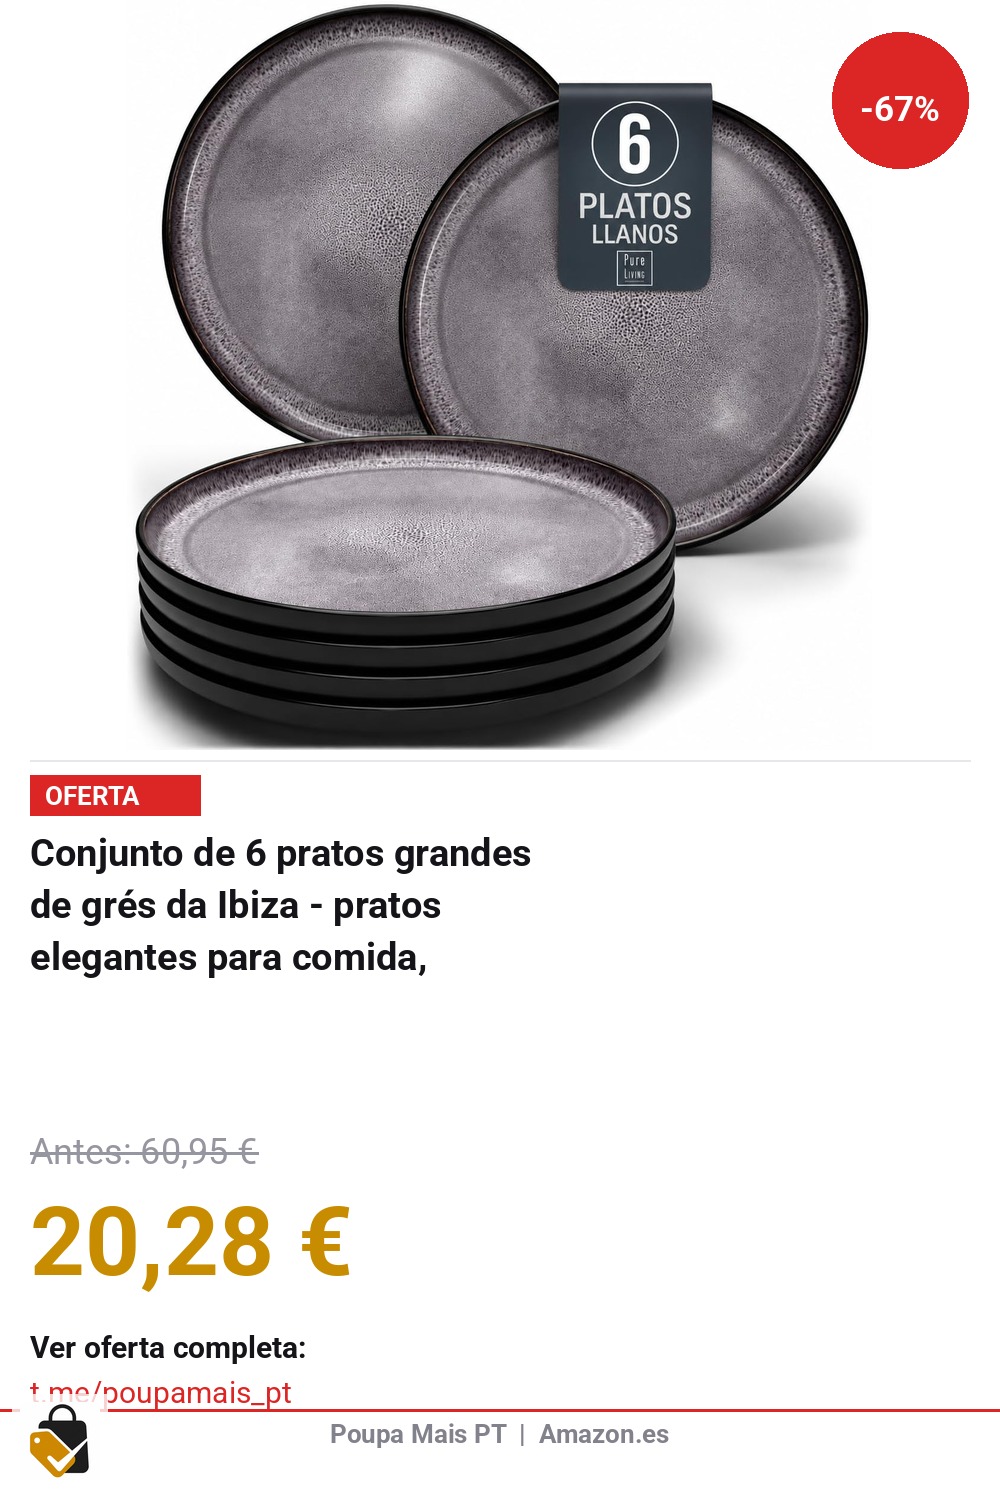 -67%
6
PLATOS
LLANOS
Pure
LIVING
OFERTA
Conjunto de 6 pratos grandes
de grés da Ibiza - pratos
elegantes para comida,
Antes: 60,95 €
20,28 €
Ver oferta completa:
t.me/poupamais_pt
Poupa Mais PT | Amazon.es